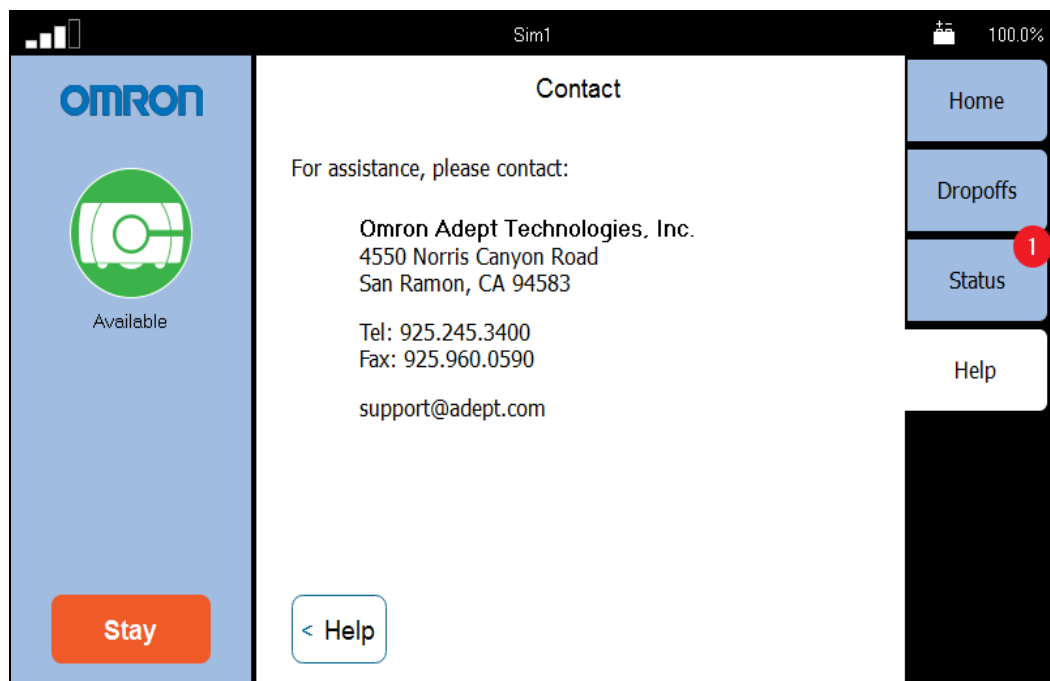 Sim1
100.0%
OMRON
Available
Stay
Contact
For assistance, please contact:
Omron Adept Technologies, Inc.
4550 Norris Canyon Road
San Ramon, CA 94583
Tel: 925.245.3400
Fax: 925.960.0590
support@adept.com
< Help
Home
Dropoffs
1
Status
Help